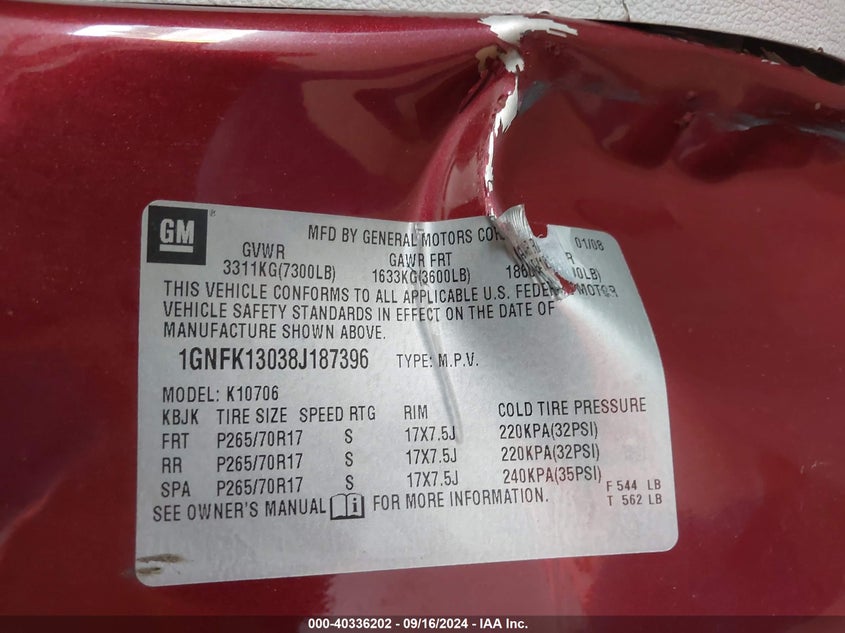 GM ®
MFD BY GENERAL MOTORS COR 01/08
GVWR GAWR FRT R
3311KG(7300LB) 1633KG(3600LB) 186 0LB)
THIS VEHICLE CONFORMS TO ALL APPLICABLE U.S. FEDE MOTOR
VEHICLE SAFETY STANDARDS IN EFFECT ON THE DATE OF
MANUFACTURE SHOWN ABOVE.
1GNFK13038J187396 TYPE: M.P.V.
MODEL: K10706
KBJK TIRE SIZE SPEED RTG RIM COLD TIRE PRESSURE
FRT P265/70R17 S 17X7.5J 220KPA(32PSI)
RR P265/70R17 S 17X7.5J 220KPA(32PSI)
SPA P265/70R17 S 17X7.5J 240KPA(35PSI)
F 544 LB
SEE OWNER'S MANUAL FOR MORE INFORMATION. T 562 LB
000-40336202 - 09/16/2024 - IAA Inc.